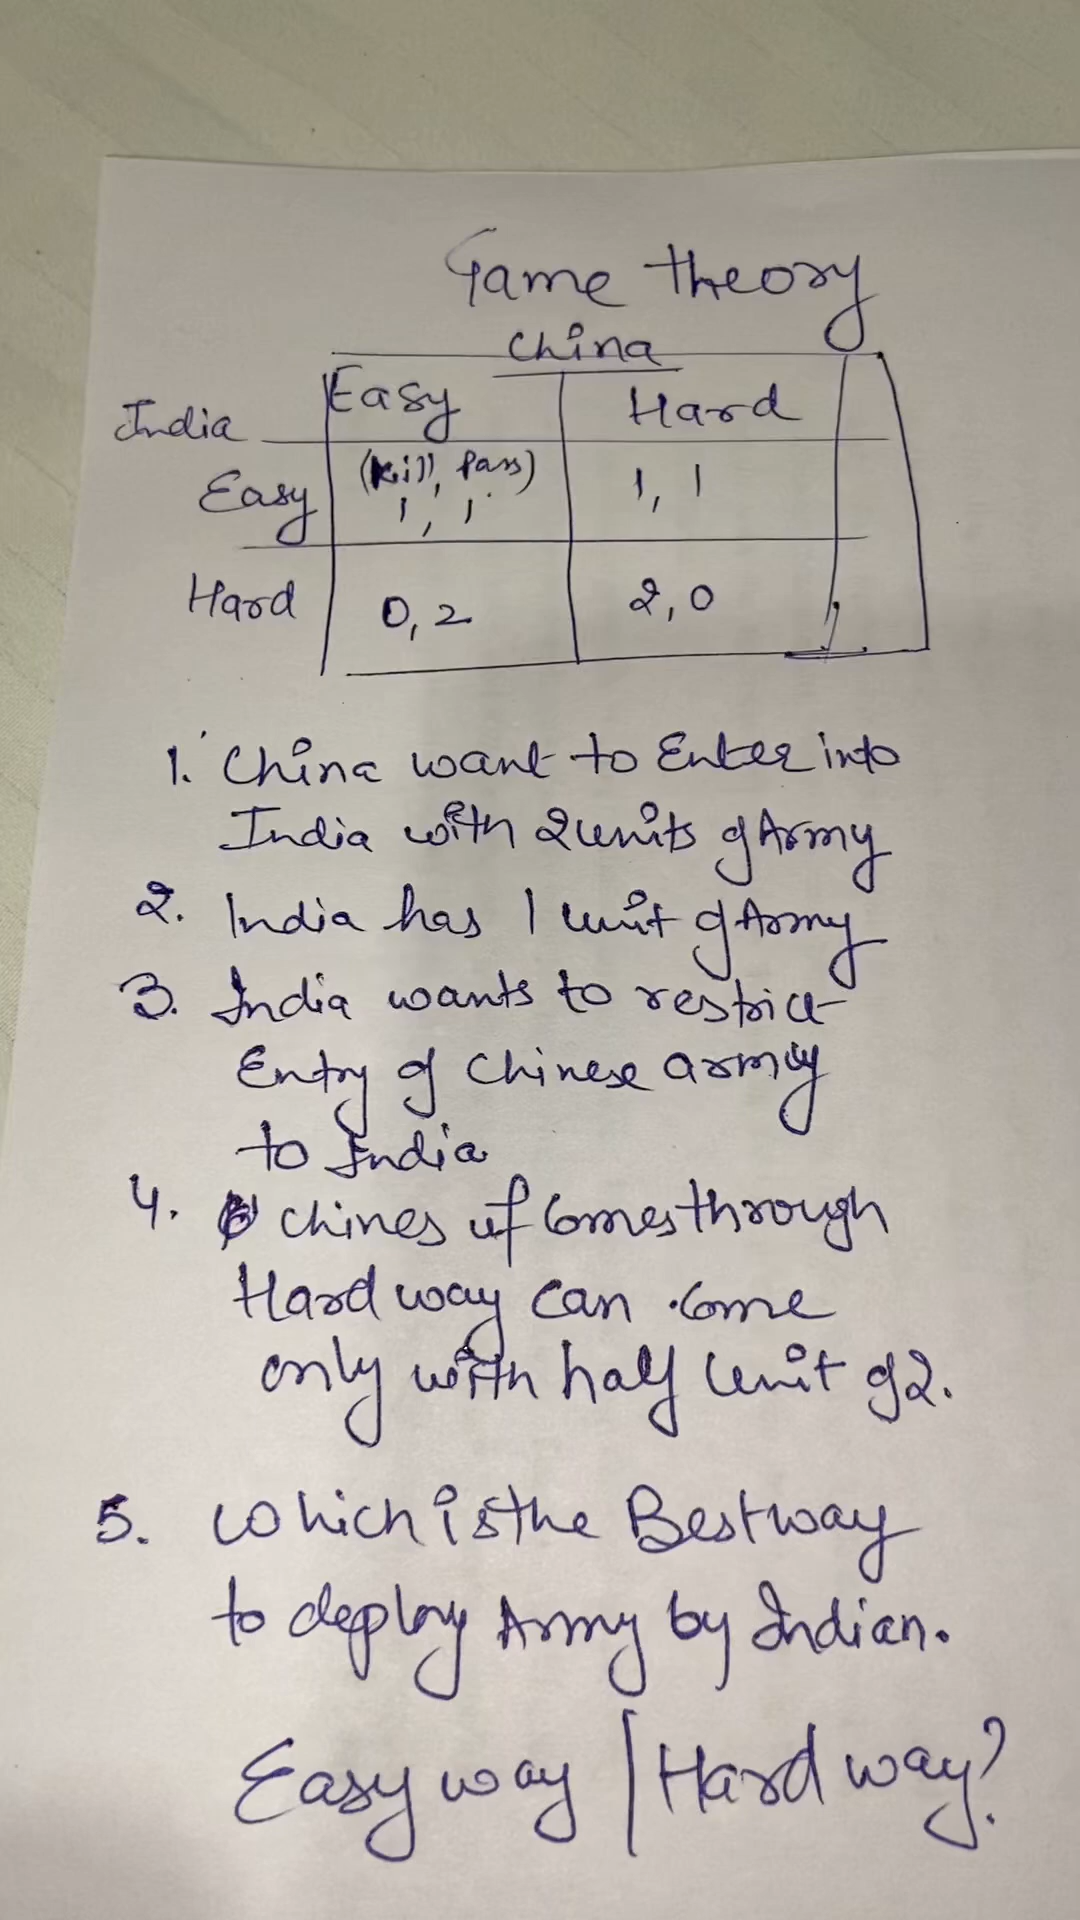 Game theory
China
India Easy Hard
Easy (Kill, Pass) 1, 1
1, 1
Hard 0, 2 2, 0
1. China want to Enter into
India with 2 units of Army
2. India has 1 unit of Army
3. India wants to restrict
Entry of Chinese army
to India
4. Chines if Comes through
Hard way can come
only with half unit of 2.
5. Which is the Best way
to deploy Army by Indian.
Easy way | Hard way?